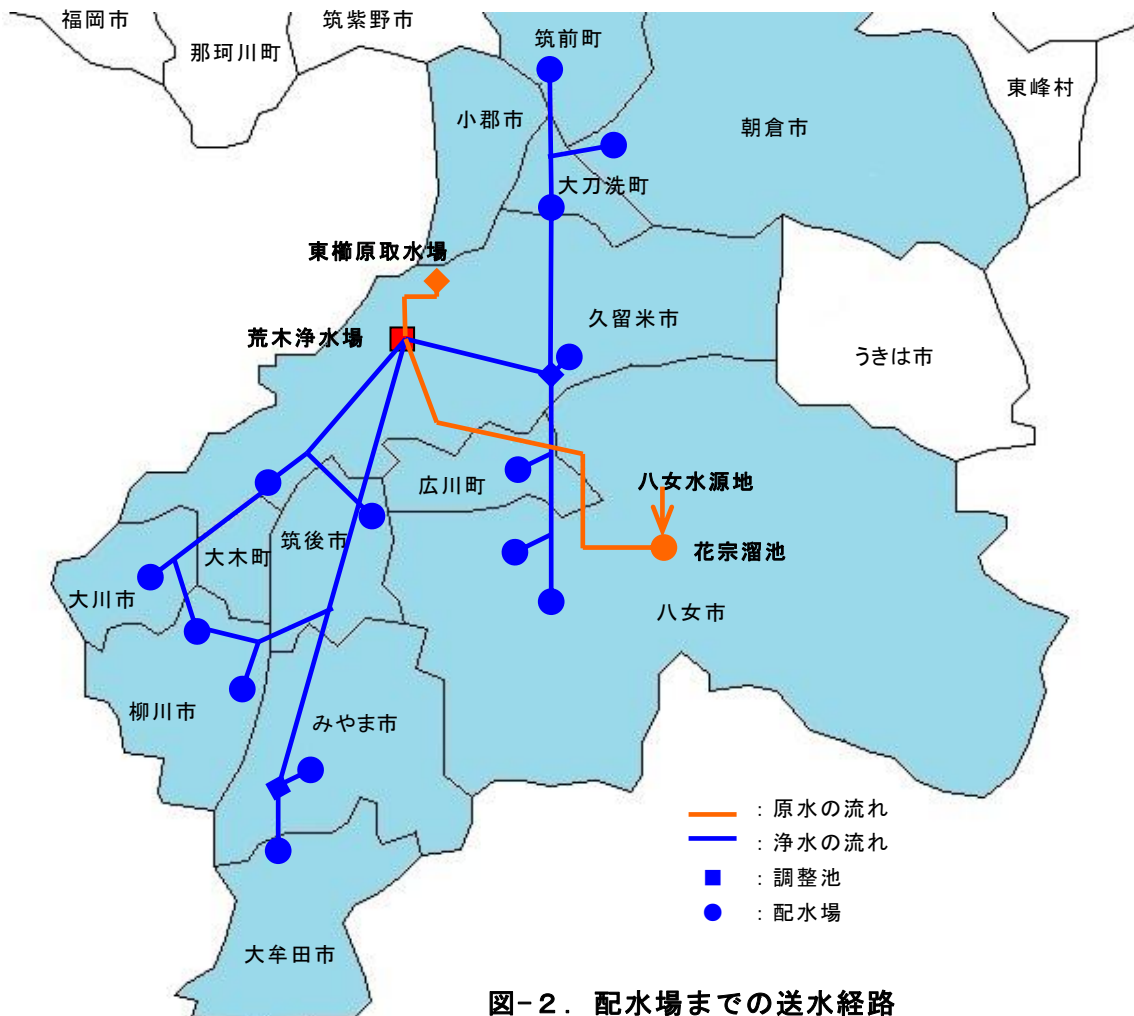 福岡市
那珂川町
筑紫野市
筑前町
東峰村
小郡市
朝倉市
大刀洗町
東櫛原取水場
荒木浄水場
久留米市
うきは市
広川町
八女水源地
筑後市
大木町
花宗溜池
大川市
八女市
柳川市
みやま市
：原水の流れ
：浄水の流れ
：調整池
：配水場
大牟田市
図-２．配水場までの送水経路